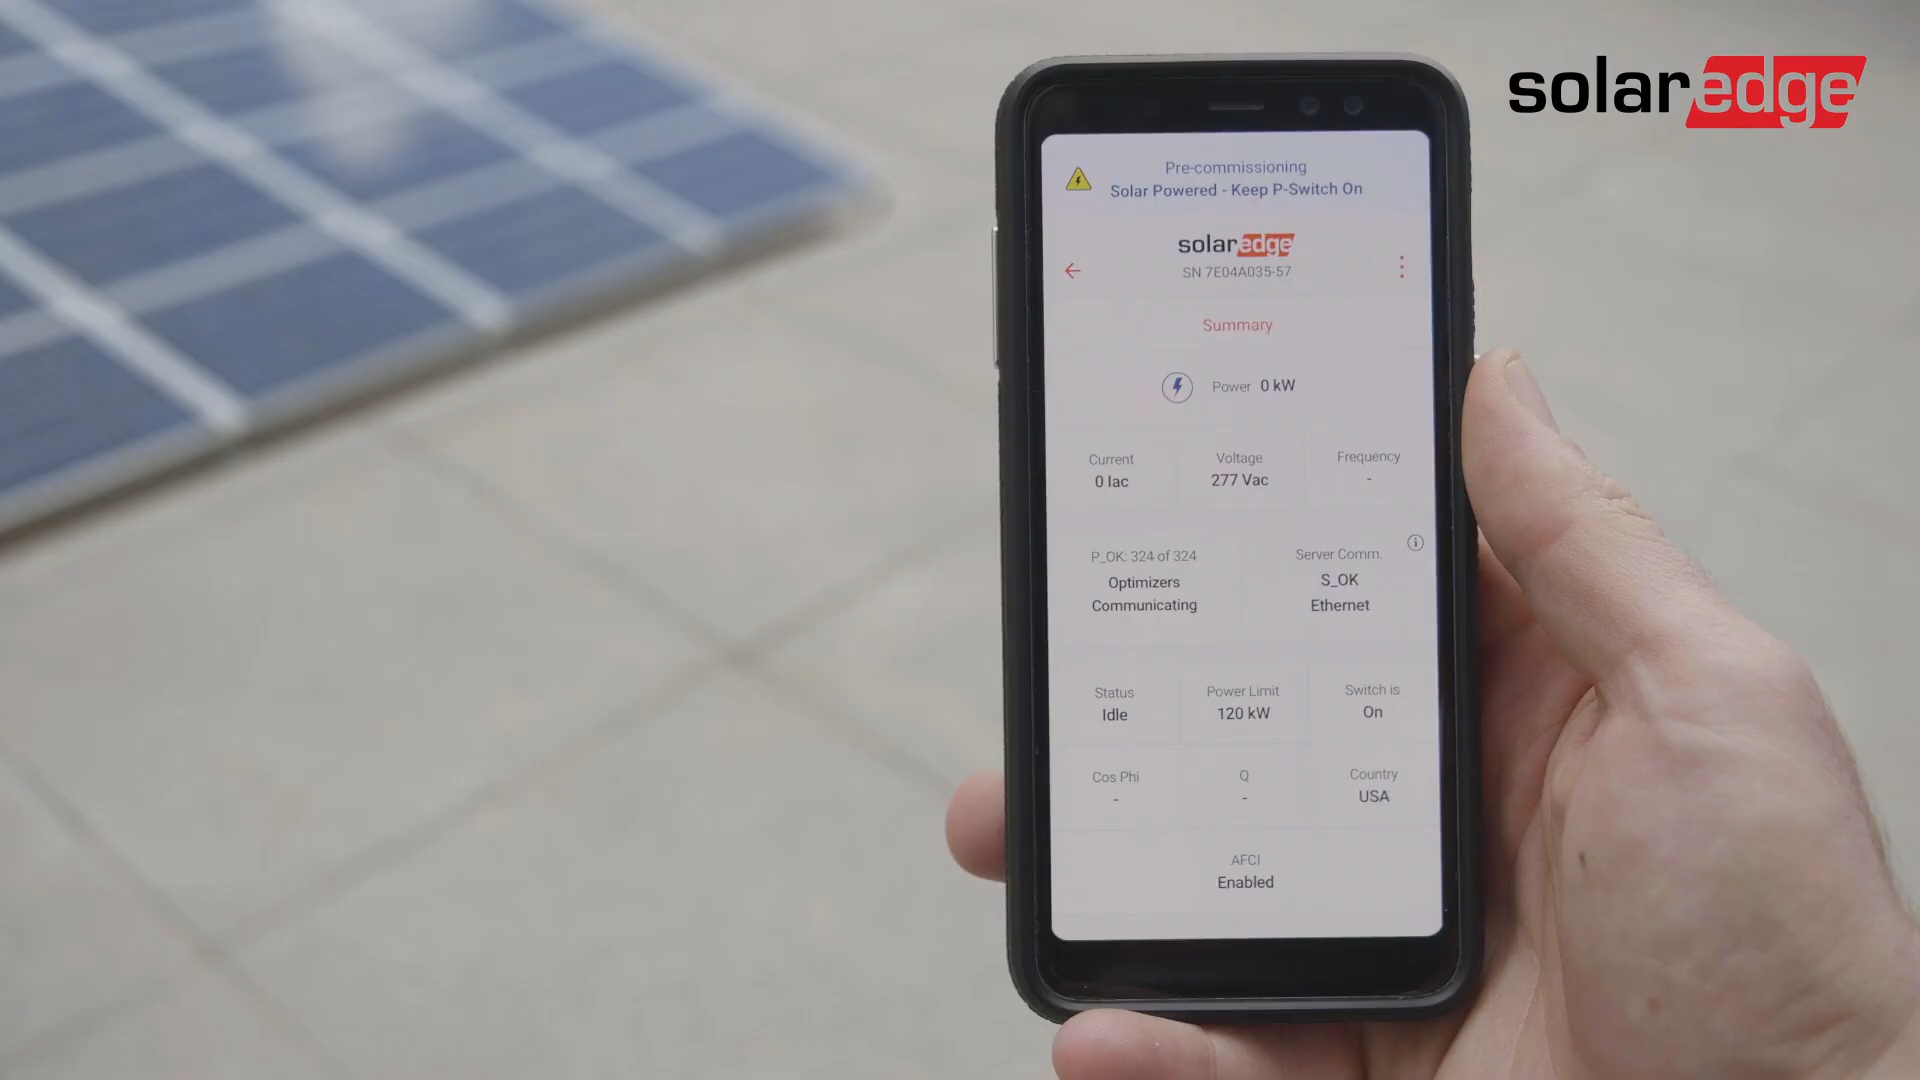 solaredge
Pre-commissioning
Solar Powered - Keep P-Switch On
solaredge
SN 7E04A035-57
Summary
Power 0 kW
Current Voltage Frequency
0 Iac 277 Vac -
P_OK: 324 of 324
Optimizers
Communicating
Server Comm.
S_OK
Ethernet
Status Power Limit Switch is
Idle 120 kW On
Cos Phi Q Country
- - USA
AFCI
Enabled